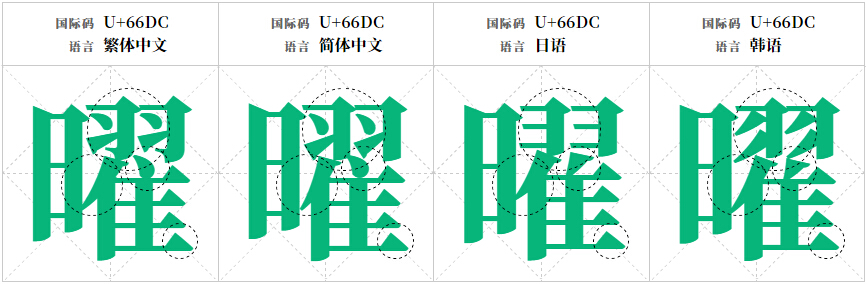 国际码 U+66DC
语言 繁体中文
国际码 U+66DC
语言 简体中文
国际码 U+66DC
语言 日语
国际码 U+66DC
语言 韩语
曜
曜
曜
曜